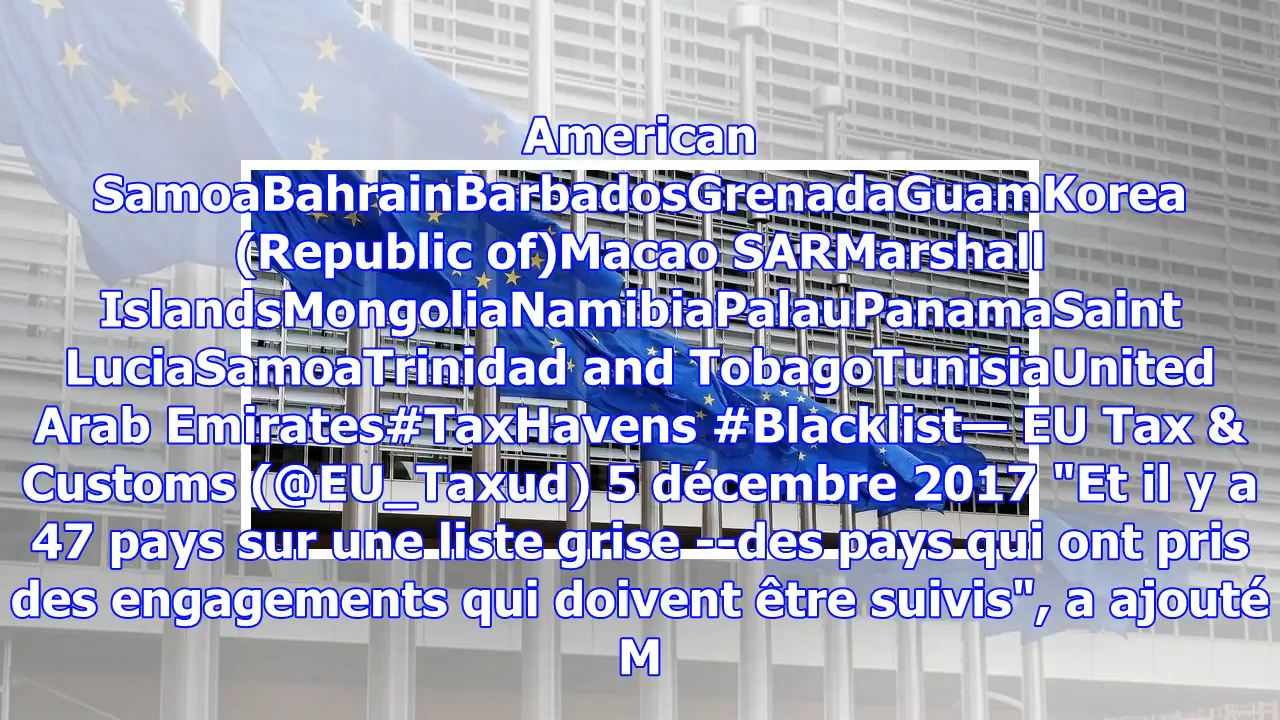 American
SamoaBahrainBarbadosGrenadaGuamKorea
(Republic of)Macao SARMarshall
IslandsMongoliaNamibiaPalauPanamaSaint
LuciaSamoaTrinidad and TobagoTunisiaUnited
Arab Emirates#TaxHavens #Blacklist— EU Tax &
Customs (@EU_Taxud) 5 décembre 2017 "Et il y a
47 pays sur une liste grise --des pays qui ont pris
des engagements qui doivent être suivis", a ajouté
M